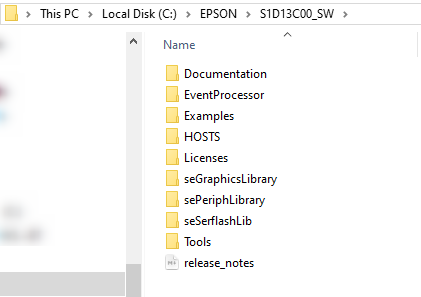 This PC > Local Disk (C:) > EPSON > S1D13C00_SW >
Name
Documentation
EventProcessor
Examples
HOSTS
Licenses
seGraphicsLibrary
sePeriphLibrary
seSerflashLib
Tools
release_notes